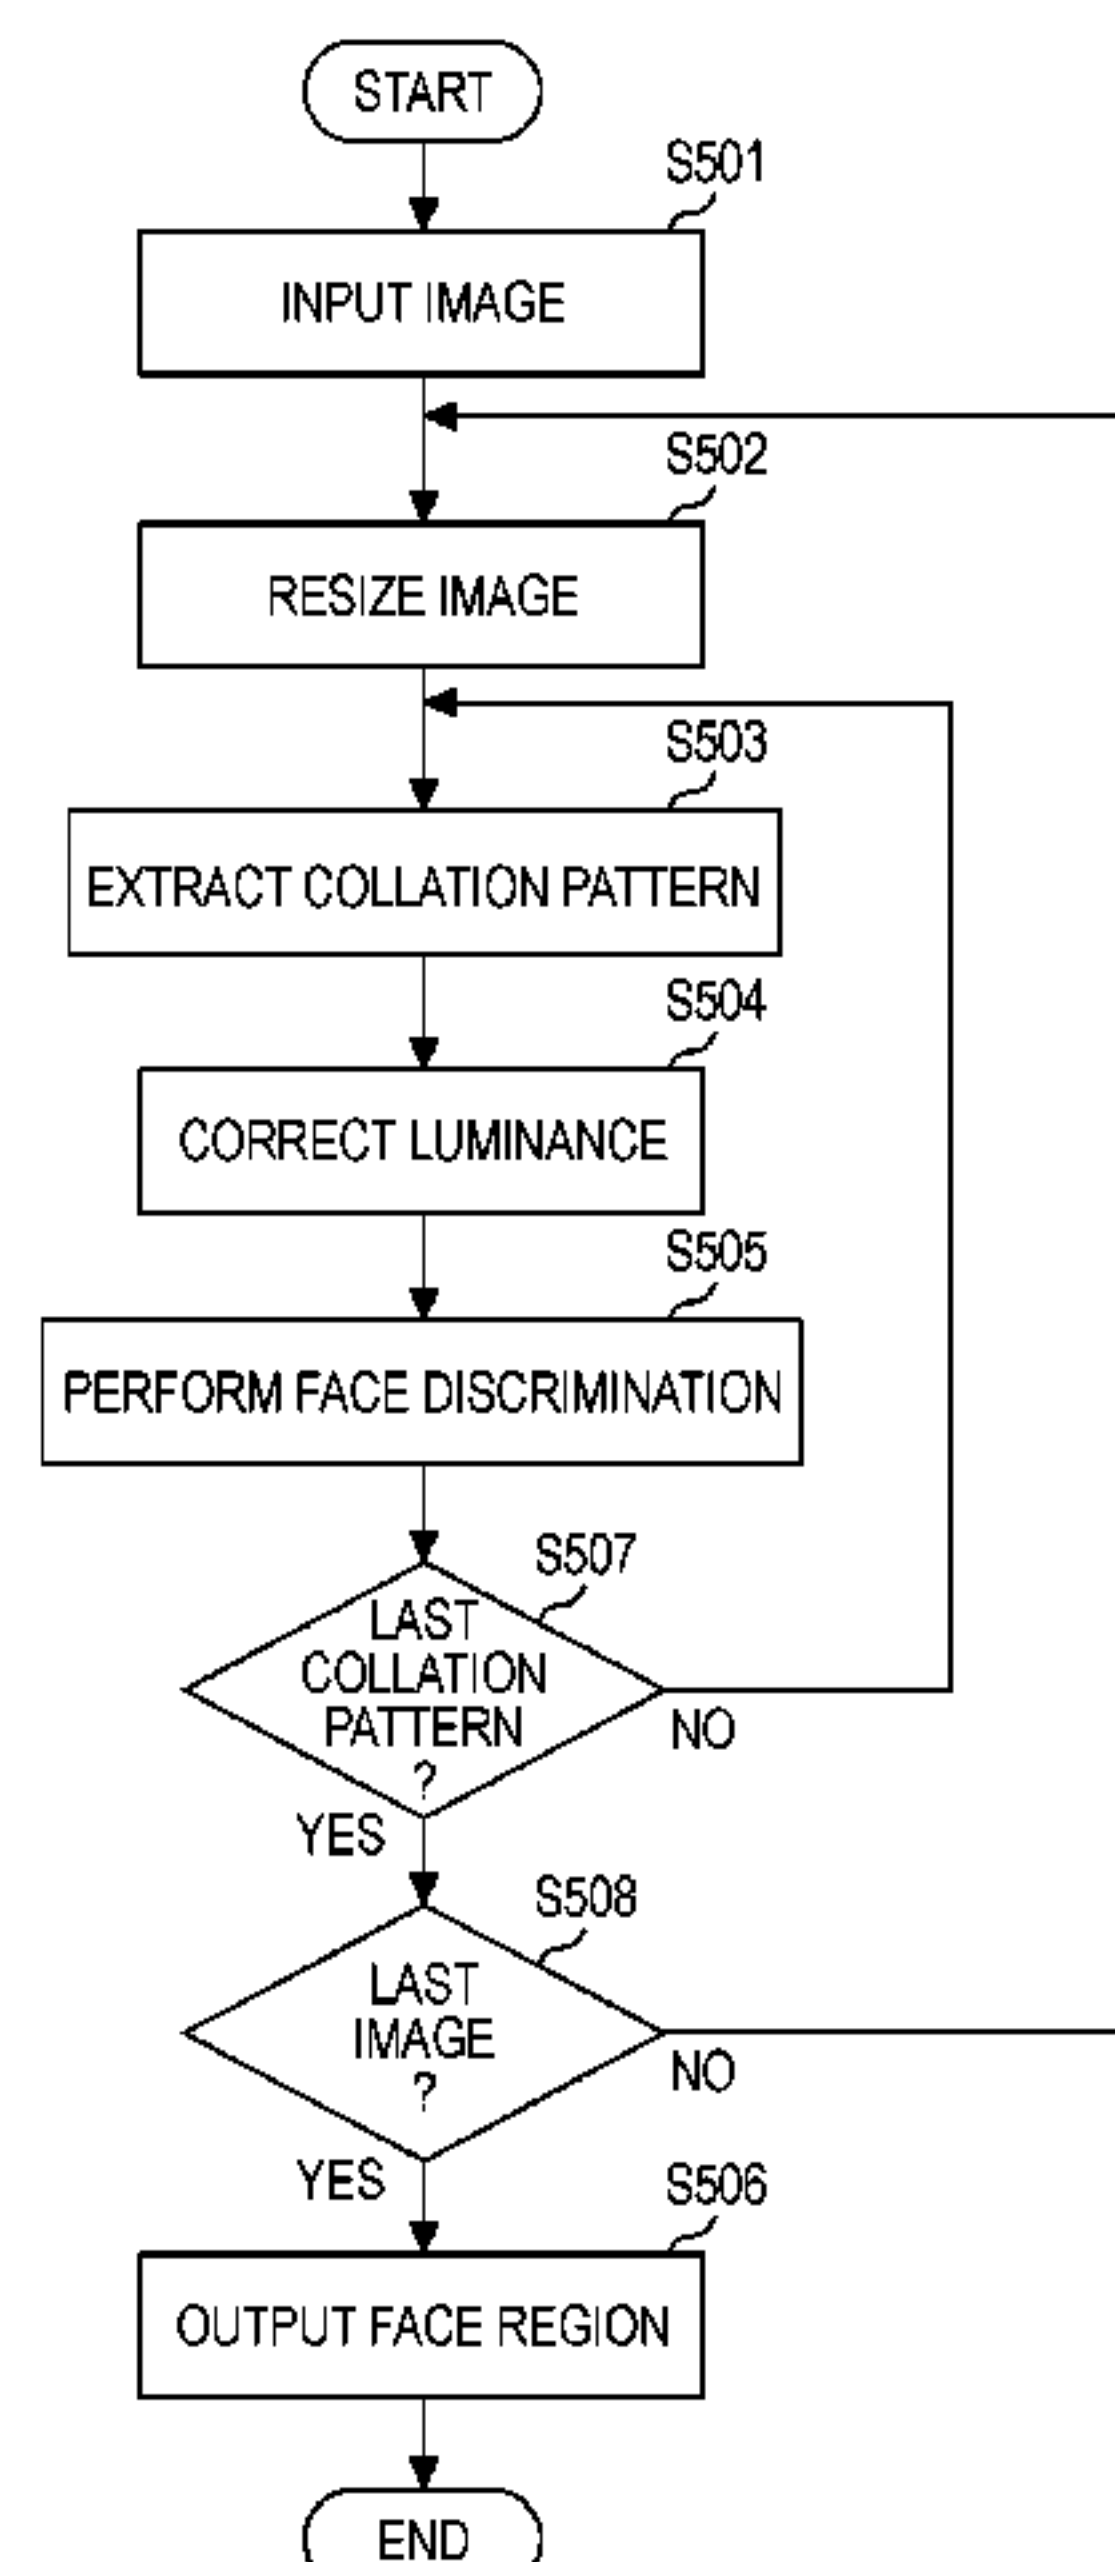 START
S501
INPUT IMAGE
S502
RESIZE IMAGE
S503
EXTRACT COLLATION PATTERN
S504
CORRECT LUMINANCE
S505
PERFORM FACE DISCRIMINATION
S507
LAST
COLLATION
PATTERN
?
NO
YES
S508
LAST
IMAGE
?
NO
YES
S506
OUTPUT FACE REGION
END